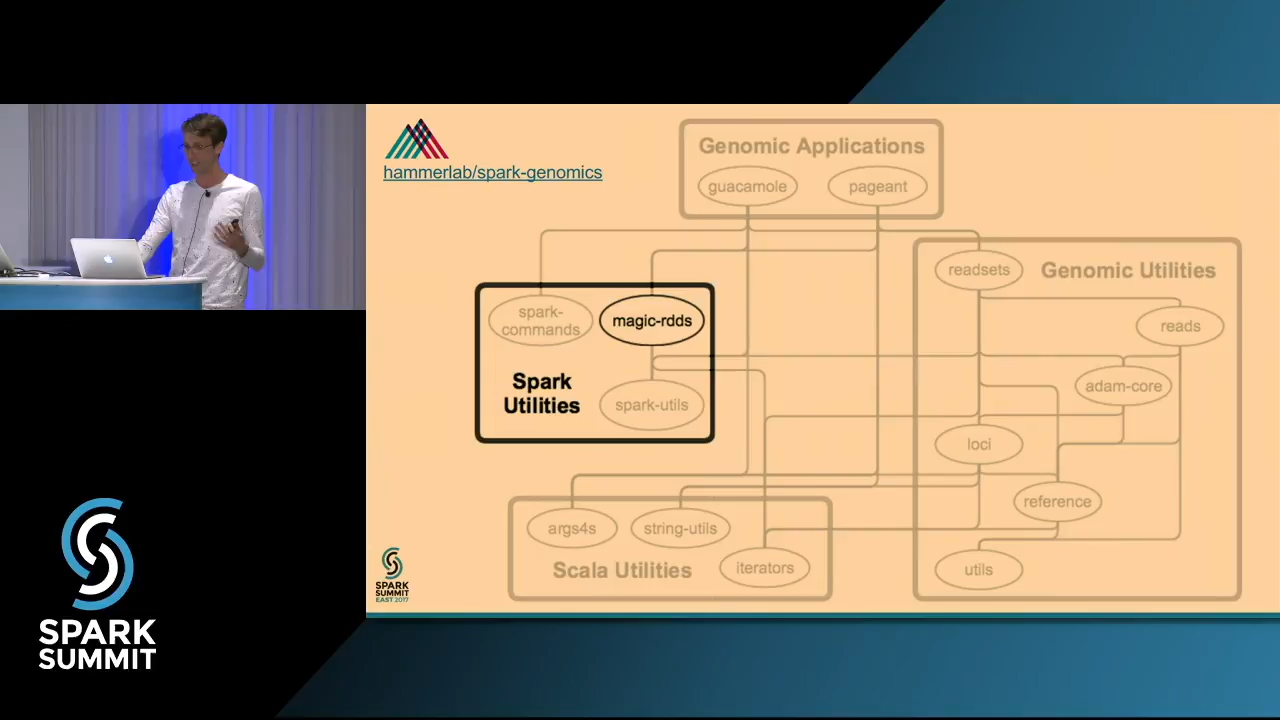 hammerlab/spark-genomics
Genomic Applications
guacamole
pageant
readsets
Genomic Utilities
reads
adam-core
loci
reference
utils
spark-
commands
magic-rdds
Spark
Utilities
spark-utils
args4s
string-utils
iterators
Scala Utilities
SPARK
SUMMIT
EAST 2017
SPARK
SUMMIT